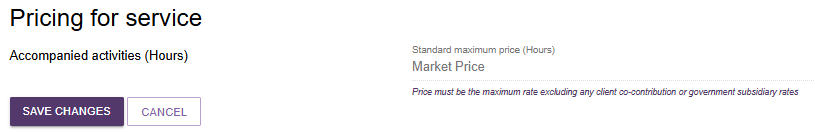 Pricing for service
Accompanied activities (Hours)
Standard maximum price (Hours)
Market Price
Price must be the maximum rate excluding any client co-contribution or government subsidiary rates
SAVE CHANGES
CANCEL